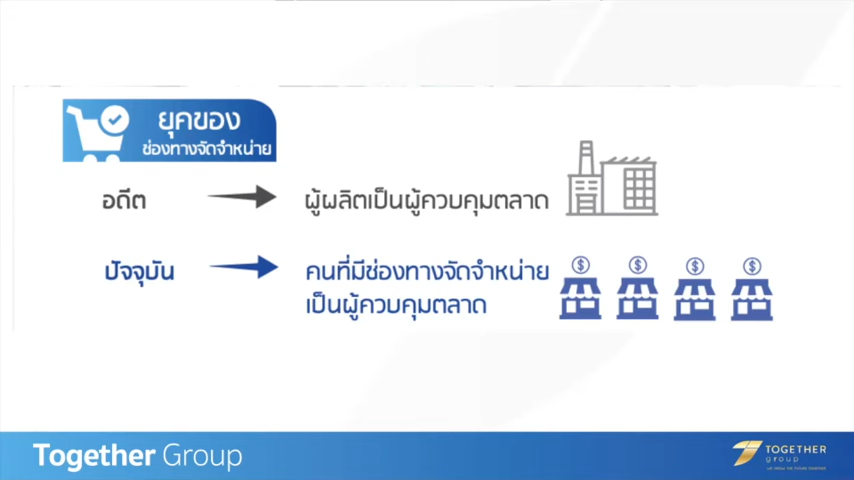 ยุคของ
ช่องทางจัดจำหน่าย
อดีต
ผู้ผลิตเป็นผู้ควบคุมตลาด
ปัจจุบัน
คนที่มีช่องทางจัดจำหน่าย
เป็นผู้ควบคุมตลาด
$ $ $ $
Together Group
TOGETHER
group